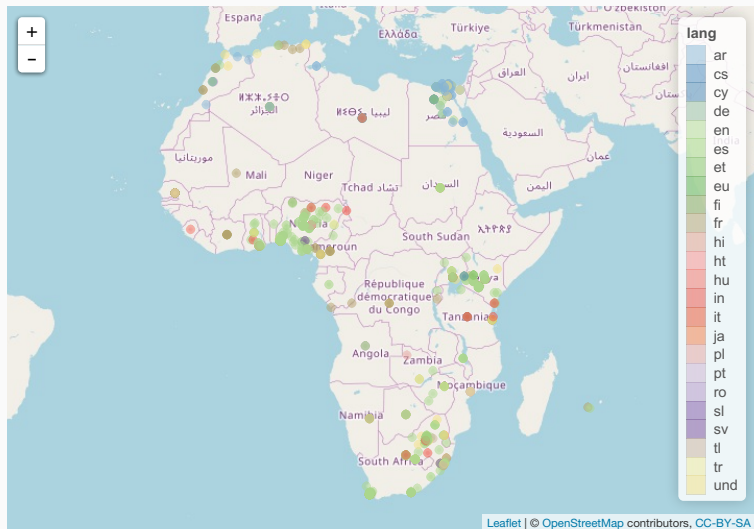 +
-
España
Ελλάδα
Türkiye
O'zbekiston
Türkmenistan
العراق
ایران
افغانستان
ⵍⵣⵣⴰⵢⴻⵔ
الجزائر
ليبيا
مصر
السعودية
عمان
India
موريتانيا
Mali
Niger
Tchad تشاد
السودان
اليمن
Cameroun
South Sudan
ኢትዮጵያ
République
démocratique
du Congo
Tanzania
Angola
Zambia
Moçambique
Namibia
South Africa
lang
ar
cs
cy
de
en
es
et
eu
fi
fr
hi
ht
hu
in
it
ja
pl
pt
ro
sl
sv
tl
tr
und
Leaflet | © OpenStreetMap contributors, CC-BY-SA